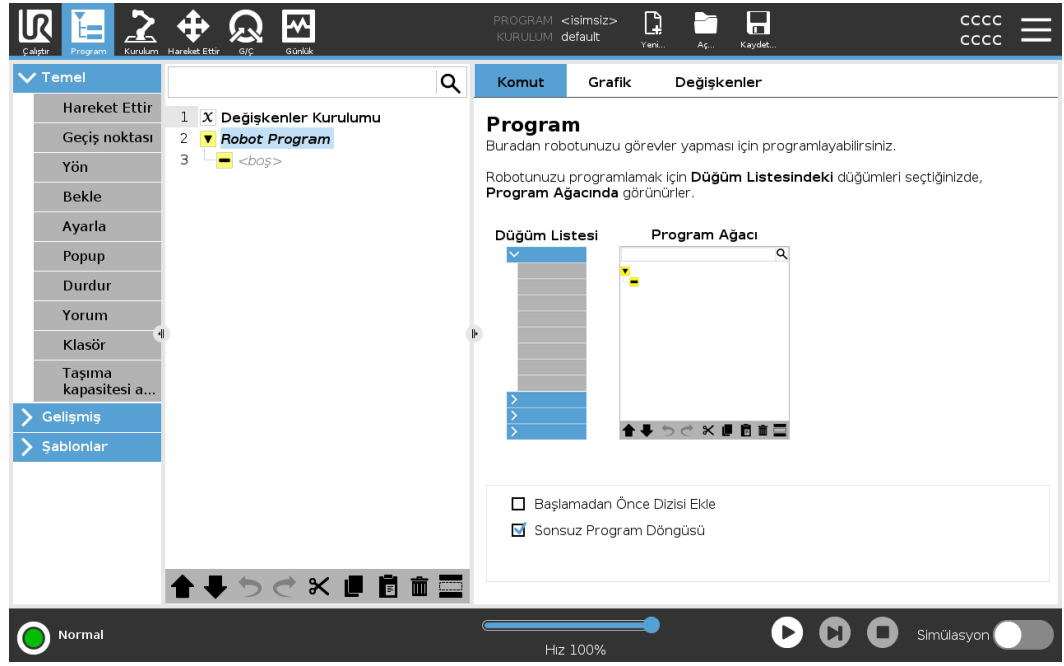 UR
PROGRAM <isimsiz>
KURULUM default
CCCC
CCCC
Çalıştır
Program
Kurulum
Hareket Ettir
G/Ç
Günlük
Yeni...
Aç...
Kaydet...
Temel
Hareket Ettir
Geçiş noktası
Yön
Bekle
Ayarla
Popup
Durdur
Yorum
Klasör
Taşıma
kapasitesi a...
Gelişmiş
Şablonlar
1 X Değişkenler Kurulumu
2 Robot Program
3 <boş>
Komut
Grafik
Değişkenler
Program
Buradan robotunuzu görevler yapması için programlayabilirsiniz.
Robotunuzu programlamak için Düğüm Listesindeki düğümleri seçtiğinizde,
Program Ağacında görünürler.
Düğüm Listesi
Program Ağacı
Başlamadan Önce Dizisi Ekle
Sonsuz Program Döngüsü
Normal
Hız 100%
Simülasyon